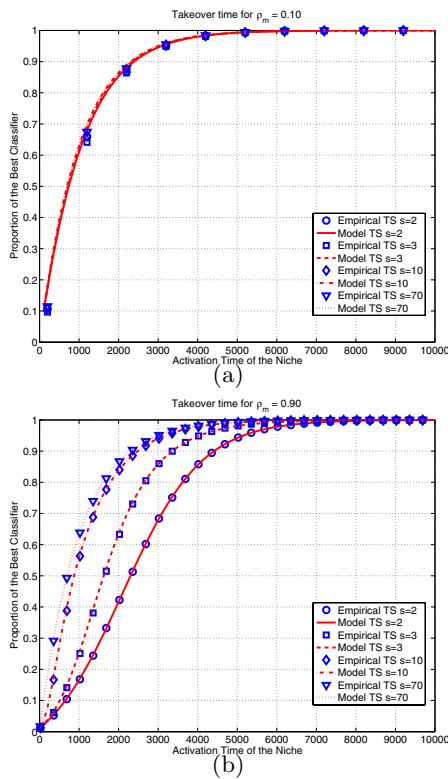 Takeover time for ρm = 0.10
1
0.9
0.8
0.7
0.6
0.5
0.4
0.3
0.2
0.1
0
Proportion of the Best Classifier
Empirical TS s=2
Model TS s=2
Empirical TS s=3
Model TS s=3
Empirical TS s=10
Model TS s=10
Empirical TS s=70
Model TS s=70
0 1000 2000 3000 4000 5000 6000 7000 8000 9000 10000
Activation Time of the Niche
(a)
Takeover time for ρm = 0.90
1
0.9
0.8
0.7
0.6
0.5
0.4
0.3
0.2
0.1
0
Proportion of the Best Classifier
Empirical TS s=2
Model TS s=2
Empirical TS s=3
Model TS s=3
Empirical TS s=10
Model TS s=10
Empirical TS s=70
Model TS s=70
0 1000 2000 3000 4000 5000 6000 7000 8000 9000 10000
Activation Time of the Niche
(b)